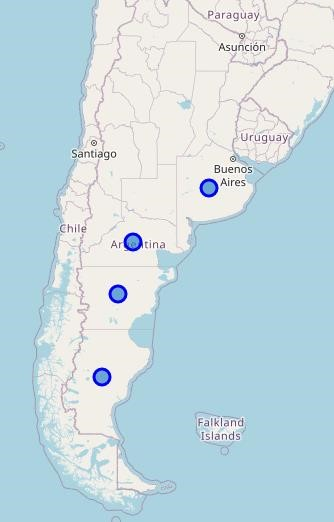 Paraguay
Asunción
Uruguay
Santiago
Buenos
Aires
Chile
Argentina
Falkland
Islands